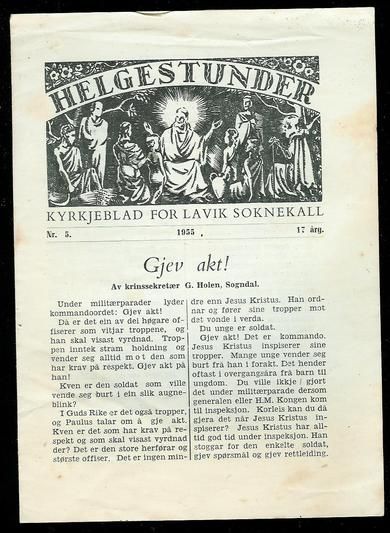 HELGESTUNDER
KYRKJEBLAD FOR LAVIK SOKNEKALL
Nr. 5. 1955 17 årg.
Gjev akt!
Av krinssekretær G. Holen, Sogndal.
Under militærparader lyder
kommandoordet: Gjev akt!
Då er det ein av dei høgare of-
fiserer som vitjar troppene, og
han skal visast vyrdnad. Trop-
pen inntek stram holdning og
vender seg alltid mot den som
har krav på respekt. Gjev akt på
han!
Kven er den soldat som ville
vende seg burt i ein slik augne-
blink?
I Guds Rike er det også tropper,
og Paulus talar om å gje akt.
Kven er det som har krav på re-
spekt og som skal visast vyrdnad
der? Det er den store herførar og
største offiser. Det er ingen min-
dre enn Jesus Kristus. Han ord-
nar og fører sine tropper mot
det vonde i verda.
Du unge er soldat.
Gjev akt! Det er kommando.
Jesus Kristus inspiserer sine
tropper. Mange unge vender seg
burt frå han i forakt. Det hender
oftast i overgangsåra frå barn til
ungdom. Du ville ikkje gjort
det under militærparade dersom
generalen eller H.M. Kongen kom
til inspeksjon. Korleis kan du då
gjera det når Jesus Kristus in-
spiserer? Jesus Kristus har all-
tid god tid under inspeksjon. Han
stoggar for den enkelte soldat,
gjev spørsmål og gjev rettleiing.